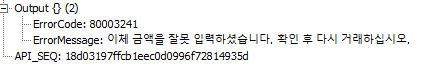 Output {} (2)
ErrorCode: 80003241
ErrorMessage: 이체 금액을 잘못 입력하셨습니다. 확인 후 다시 거래하십시오.
API_SEQ: 18d03197ffcb1eec0d0996f72814935d